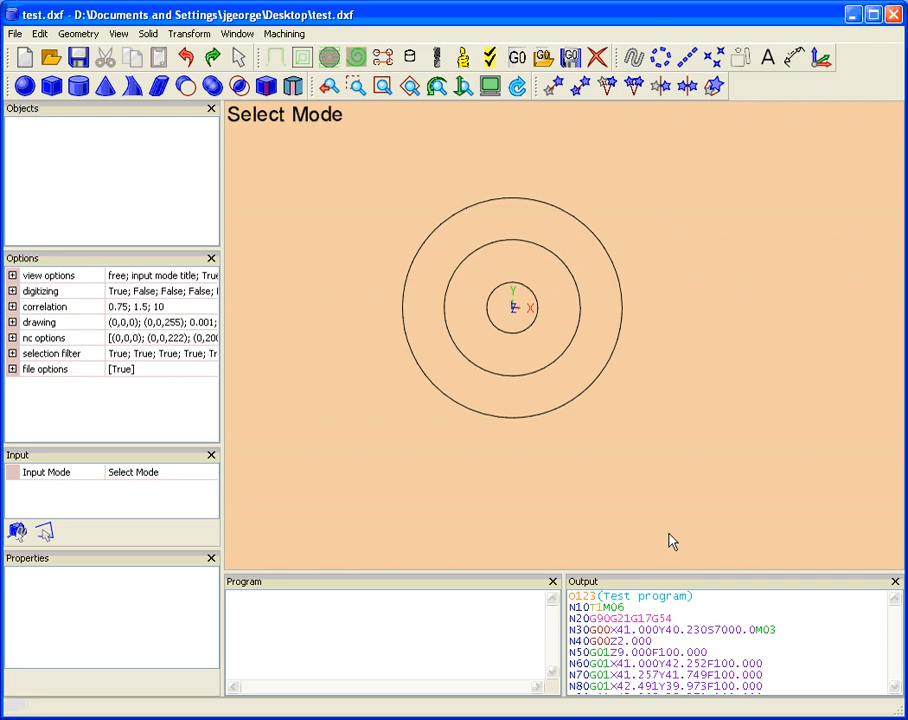 test.dxf - D:\Documents and Settings\jgeorge\Desktop\test.dxf
File Edit Geometry View Solid Transform Window Machining
G0
A
Objects
Select Mode
Y
Z X
Options
view options free; input mode title; True
digitizing True; False; False; False;
correlation 0.75; 1.5; 10
drawing (0,0,0); (0,0,255); 0.001;
nc options [(0,0,0); (0,0,222); (0,200
selection filter True; True; True; True; Tr
file options [True]
Input
Input Mode Select Mode
Properties
Program
Output
O123(Test program)
N10T1M06
N20G90G21G17G54
N30G00X41.000Y40.230S7000.0M03
N40G00Z2.000
N50G01Z9.000F100.000
N60G01X41.000Y42.252F100.000
N70G01X41.257Y41.749F100.000
N80G01X42.491Y39.973F100.000